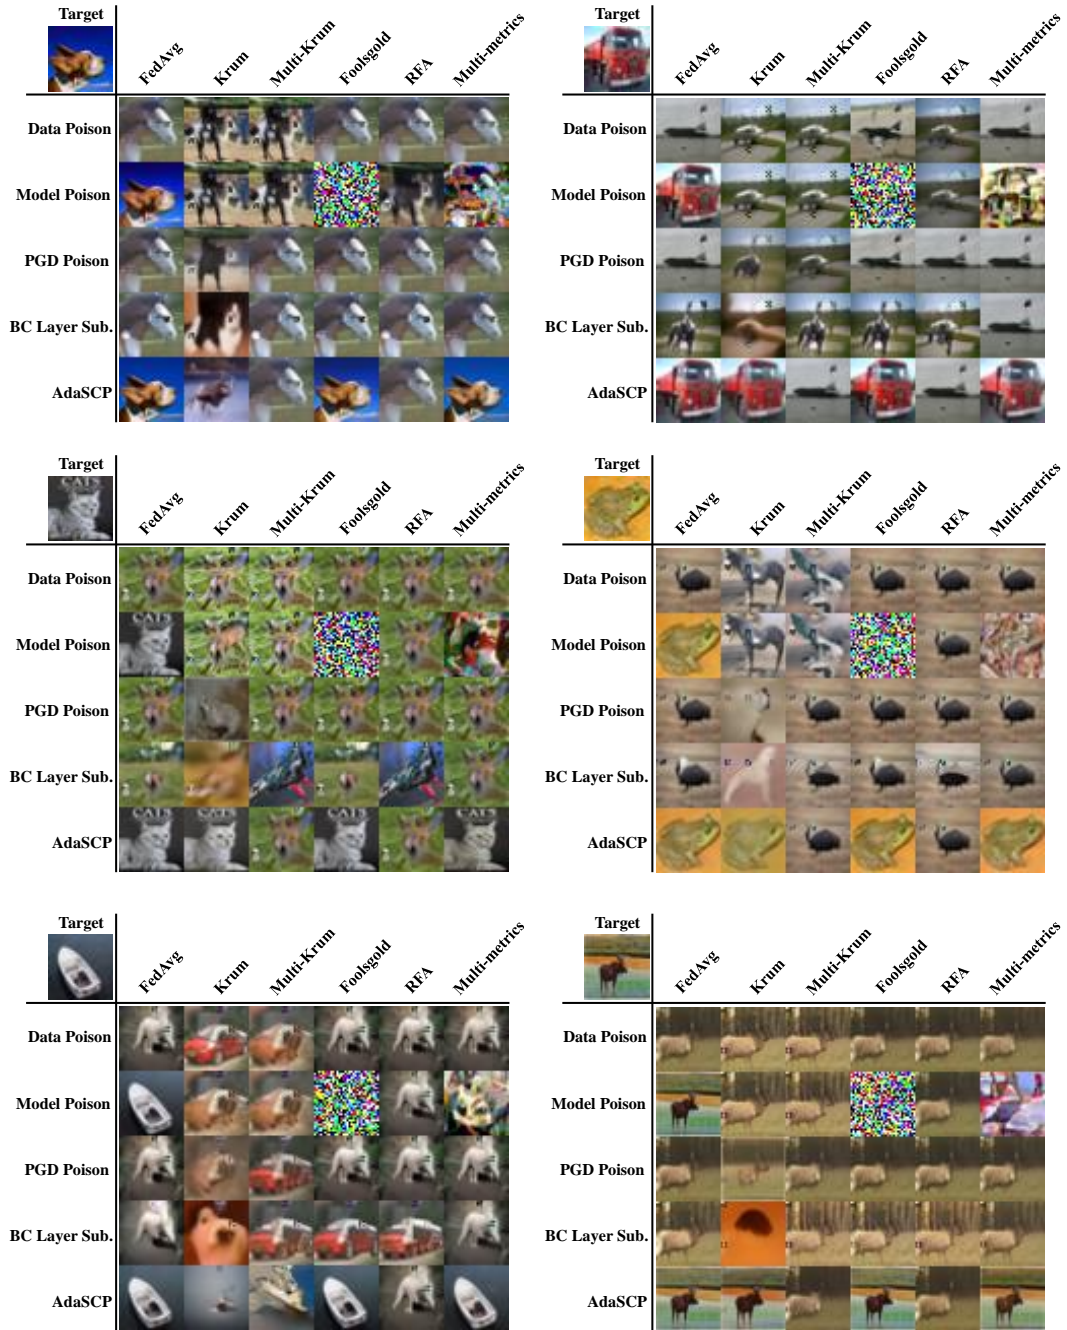 Target
FedAvg
Krum
Multi-Krum
Foolsgold
RFA
Multi-metrics
Data Poison
Model Poison
PGD Poison
BC Layer Sub.
AdaSCP
Target
FedAvg
Krum
Multi-Krum
Foolsgold
RFA
Multi-metrics
Data Poison
Model Poison
PGD Poison
BC Layer Sub.
AdaSCP
Target
CATS
FedAvg
Krum
Multi-Krum
Foolsgold
RFA
Multi-metrics
Data Poison
Model Poison
PGD Poison
BC Layer Sub.
AdaSCP
Target
FedAvg
Krum
Multi-Krum
Foolsgold
RFA
Multi-metrics
Data Poison
Model Poison
PGD Poison
BC Layer Sub.
AdaSCP
Target
FedAvg
Krum
Multi-Krum
Foolsgold
RFA
Multi-metrics
Data Poison
Model Poison
PGD Poison
BC Layer Sub.
AdaSCP
Target
FedAvg
Krum
Multi-Krum
Foolsgold
RFA
Multi-metrics
Data Poison
Model Poison
PGD Poison
BC Layer Sub.
AdaSCP